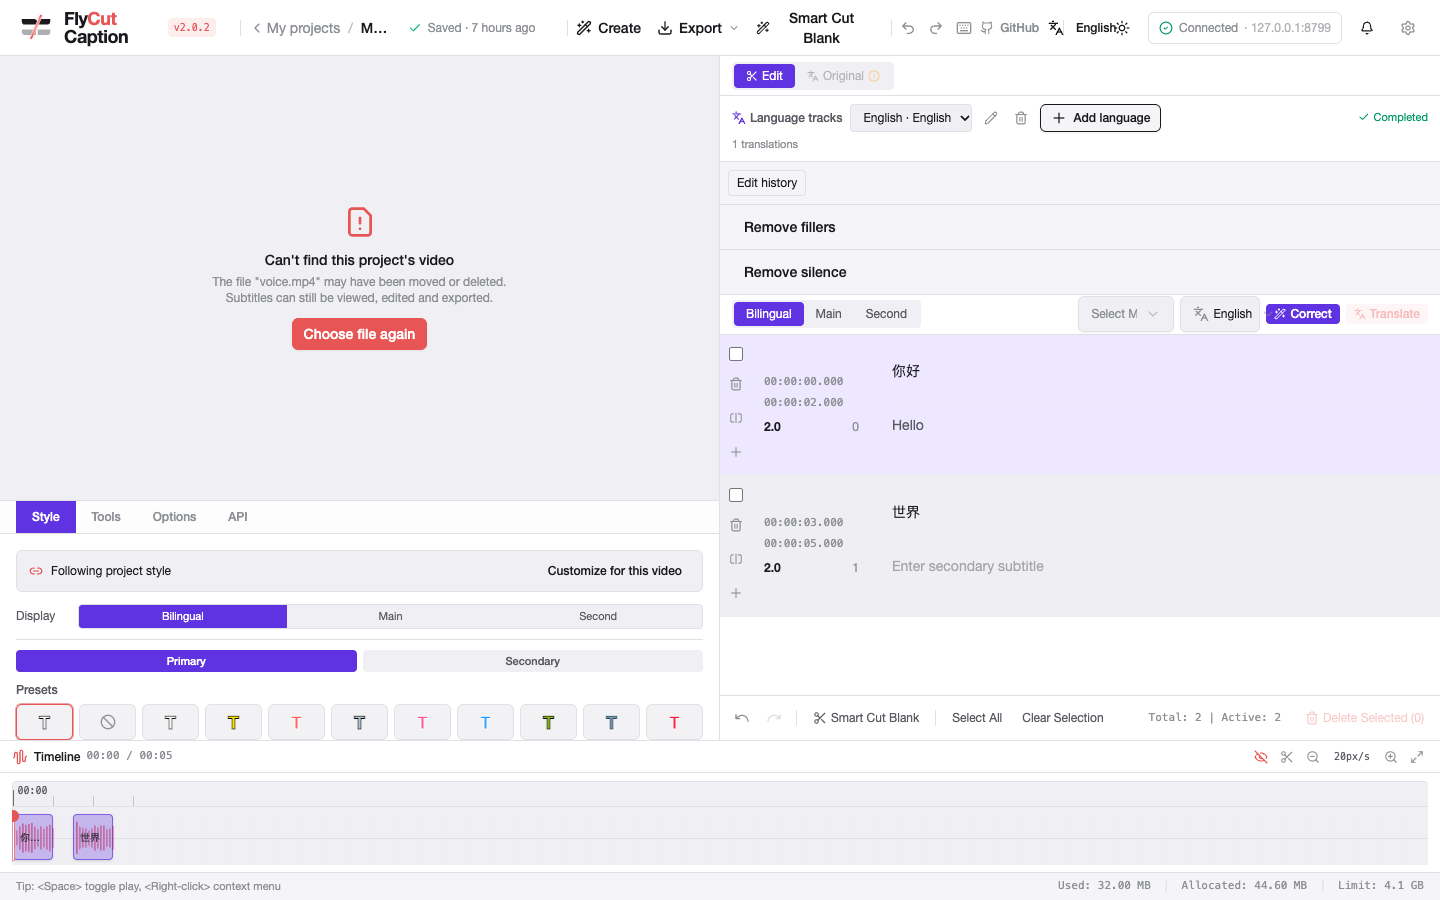 FlyCut Caption
v2.0.2
My projects / M...
Saved · 7 hours ago
Create
Export
Smart Cut Blank
GitHub
English
Connected · 127.0.0.1:8799
Edit
Original
Language tracks
English · English
Add language
Completed
1 translations
Edit history
Remove fillers
Remove silence
Bilingual
Main
Second
Select M
English
Correct
Translate
00:00:00.000
00:00:02.000
2.0
0
你好
Hello
00:00:03.000
00:00:05.000
2.0
1
世界
Enter secondary subtitle
Smart Cut Blank
Select All
Clear Selection
Total: 2 | Active: 2
Delete Selected (0)
Can't find this project's video
The file "voice.mp4" may have been moved or deleted.
Subtitles can still be viewed, edited and exported.
Choose file again
Style
Tools
Options
API
Following project style
Customize for this video
Display
Bilingual
Main
Second
Primary
Secondary
Presets
T
T
T
T
T
T
T
T
T
T
Timeline
00:00 / 00:05
20px/s
00:00
你...
世界
Tip: <Space> toggle play, <Right-click> context menu
Used: 32.00 MB
Allocated: 44.60 MB
Limit: 4.1 GB